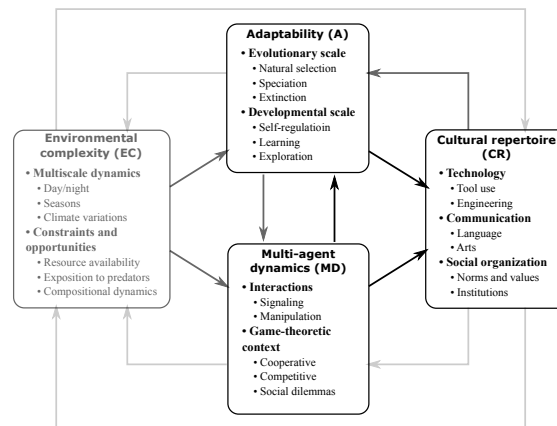 Adaptability (A)
• Evolutionary scale
• Natural selection
• Speciation
• Extinction
• Developmental scale
• Self-regulatioin
• Learning
• Exploration
Environmental
complexity (EC)
• Multiscale dynamics
• Day/night
• Seasons
• Climate variations
• Constraints and
opportunities
• Resource availability
• Exposition to predators
• Compositional dynamics
Cultural repertoire
(CR)
• Technology
• Tool use
• Engineering
• Communication
• Language
• Arts
• Social organization
• Norms and values
• Institutions
Multi-agent
dynamics (MD)
• Interactions
• Signaling
• Manipulation
• Game-theoretic
context
• Cooperative
• Competitive
• Social dilemmas